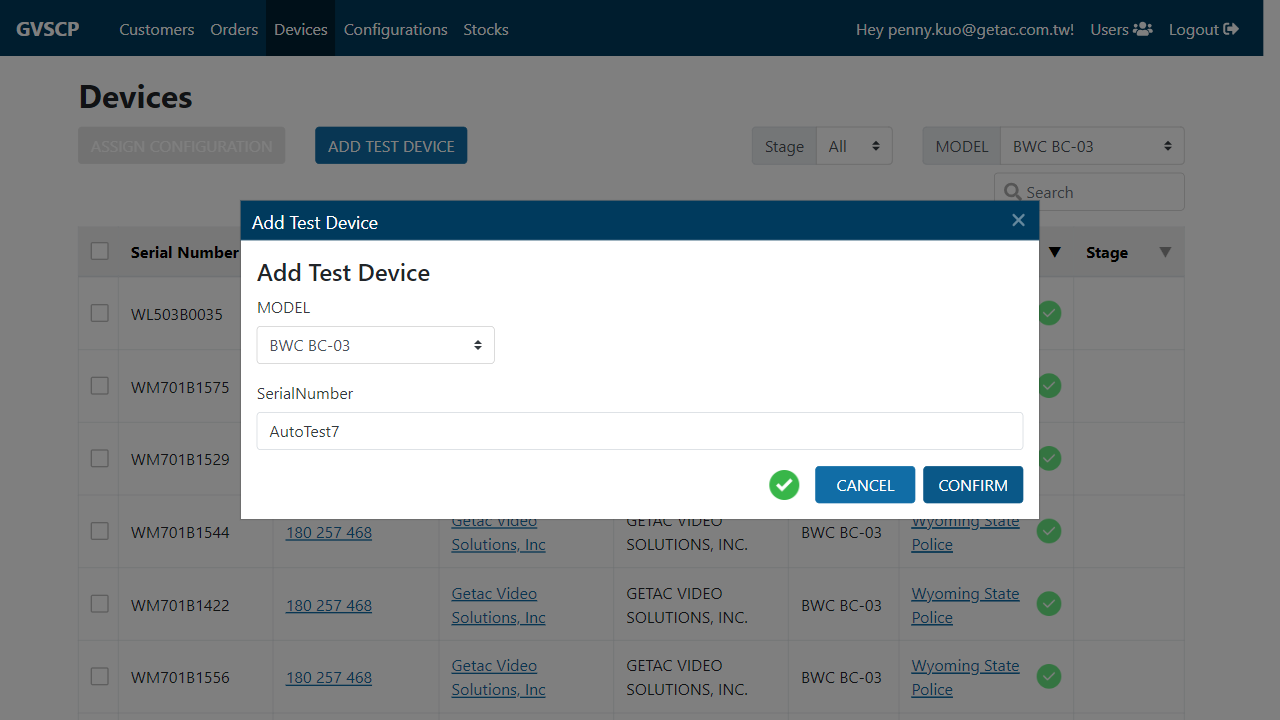 GVSCP Customers Orders Devices Configurations Stocks Hey penny.kuo@getac.com.tw! Users Logout
Devices
ASSIGN CONFIGURATION ADD TEST DEVICE Stage All MODEL BWC BC-03
Search
Add Test Device ×
Serial Number Stage
Add Test Device
MODEL
WL503B0035
BWC BC-03
WM701B1575
SerialNumber
AutoTest7
WM701B1529
CANCEL CONFIRM
WM701B1544 180 257 468 Getac Video Solutions, Inc GETAC VIDEO SOLUTIONS, INC. BWC BC-03 Wyoming State Police
WM701B1422 180 257 468 Getac Video Solutions, Inc GETAC VIDEO SOLUTIONS, INC. BWC BC-03 Wyoming State Police
WM701B1556 180 257 468 Getac Video Solutions, Inc GETAC VIDEO SOLUTIONS, INC. BWC BC-03 Wyoming State Police